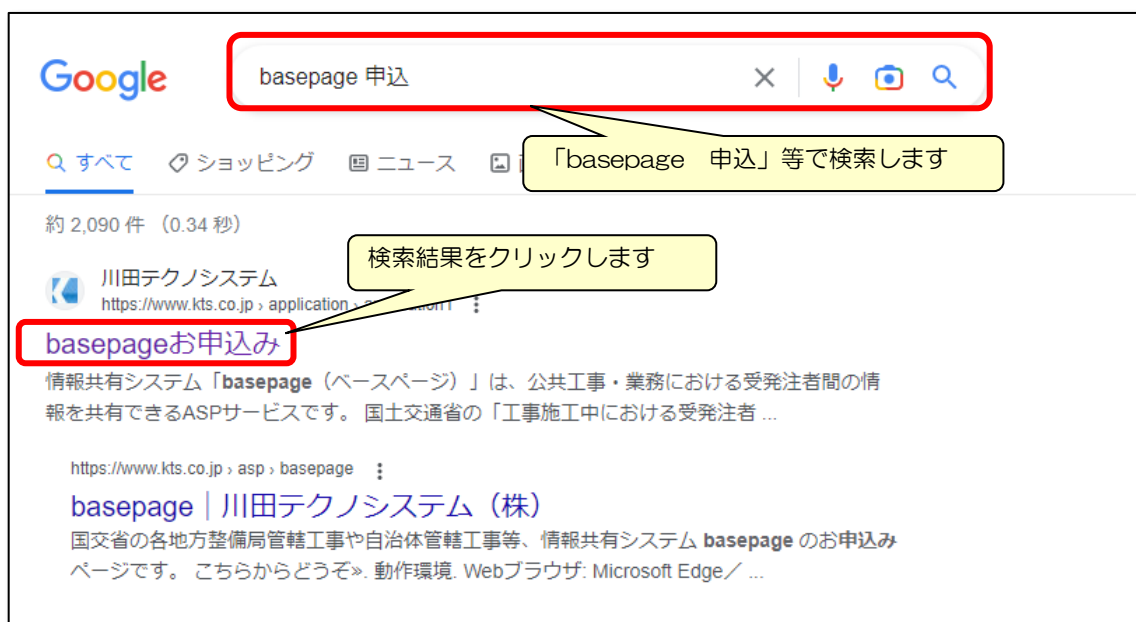 Google
basepage 申込
「basepage　申込」等で検索します
すべて ショッピング ニュース
約 2,090 件 （0.34 秒）
検索結果をクリックします
川田テクノシステム
https://www.kts.co.jp › application ›
basepageお申込み
情報共有システム「basepage（ベースページ）」は、公共工事・業務における受発注者間の情
報を共有できるASPサービスです。 国土交通省の「工事施工中における受発注者 ...
https://www.kts.co.jp › asp › basepage
basepage｜川田テクノシステム（株）
国交省の各地方整備局管轄工事や自治体管轄工事等、情報共有システム basepage のお申込み
ページです。 こちらからどうぞ». 動作環境. Webブラウザ: Microsoft Edge／ ...